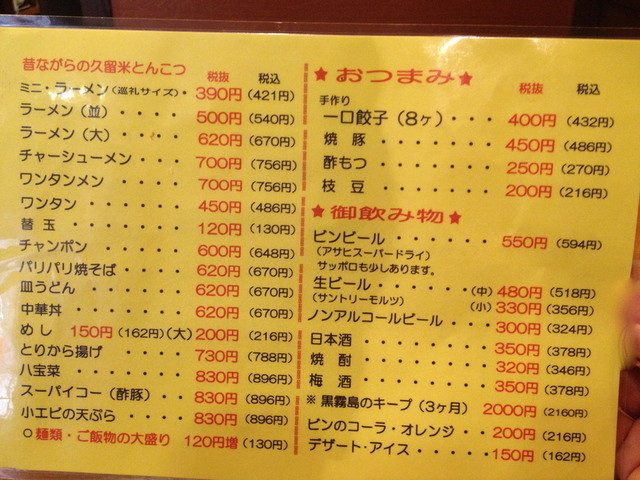 昔ながらの久留米とんこつ 税抜 税込
ミニ・ラーメン(巡礼サイズ)・ 390円(421円)
ラーメン(並)・・・・ 500円(540円)
ラーメン(大)・・・・ 620円(670円)
チャーシューメン・・・・ 700円(756円)
ワンタンメン ・・・・・ 700円(756円)
ワンタン ・・・・・・ 450円(486円)
替 玉 ・・・・・・・ 120円(130円)
チャンポン ・・・・・ 600円(648円)
パリパリ焼そば・・・・・ 620円(670円)
皿うどん・・・・・・ 620円(670円)
中華丼 ・・・・・・ 620円(670円)
めし 150円(162円)(大)200円(216円)
とりから揚げ ・・・・ 730円(788円)
八宝菜 ・・・・・・ 830円(896円)
スーパイコー(酢豚)・・ 830円(896円)
小エビの天ぷら・・・・ 830円(896円)
○麺類・ご飯物の大盛り 120円増(130円)
★おつまみ★ 税抜 税込
手作り
一口餃子(8ヶ)・・・ 400円(432円)
焼 豚 ・・・・・・ 450円(486円)
酢もつ ・・・・・・ 250円(270円)
枝 豆 ・・・・・・ 200円(216円)
★御飲み物★
ビンビール ・・・・・・・ 550円(594円)
(アサヒスーパードライ)
サッポロも少しあります。
生ビール・・・・・・・(中)480円(518円)
(サントリーモルツ) (小)330円(356円)
ノンアルコールビール・・・・ 300円(324円)
日本酒・・・・・・・・ 350円(378円)
焼 酎・・・・・・・・ 320円(346円)
梅 酒・・・・・・・・ 350円(378円)
※ 黒霧島のキープ(3ヶ月) 2000円(2160円)
ビンのコーラ・オレンジ・・ 200円(216円)
デザート・アイス・・・・・ 150円(162円)